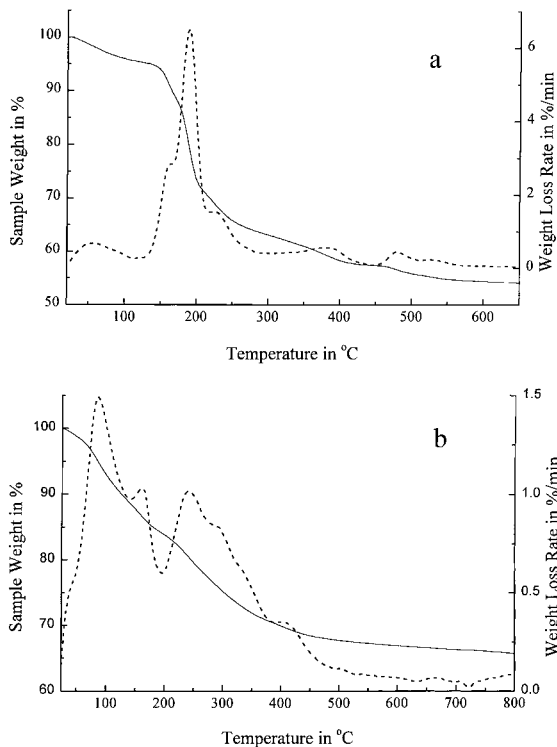 a
100
90
80
70
60
50
Sample Weight in %
6
4
2
0
Weight Loss Rate in %/min
100 200 300 400 500 600
Temperature in °C
b
100
90
80
70
60
Sample Weight in %
1.5
1.0
0.5
0.0
Weight Loss Rate in %/min
100 200 300 400 500 600 700 800
Temperature in °C